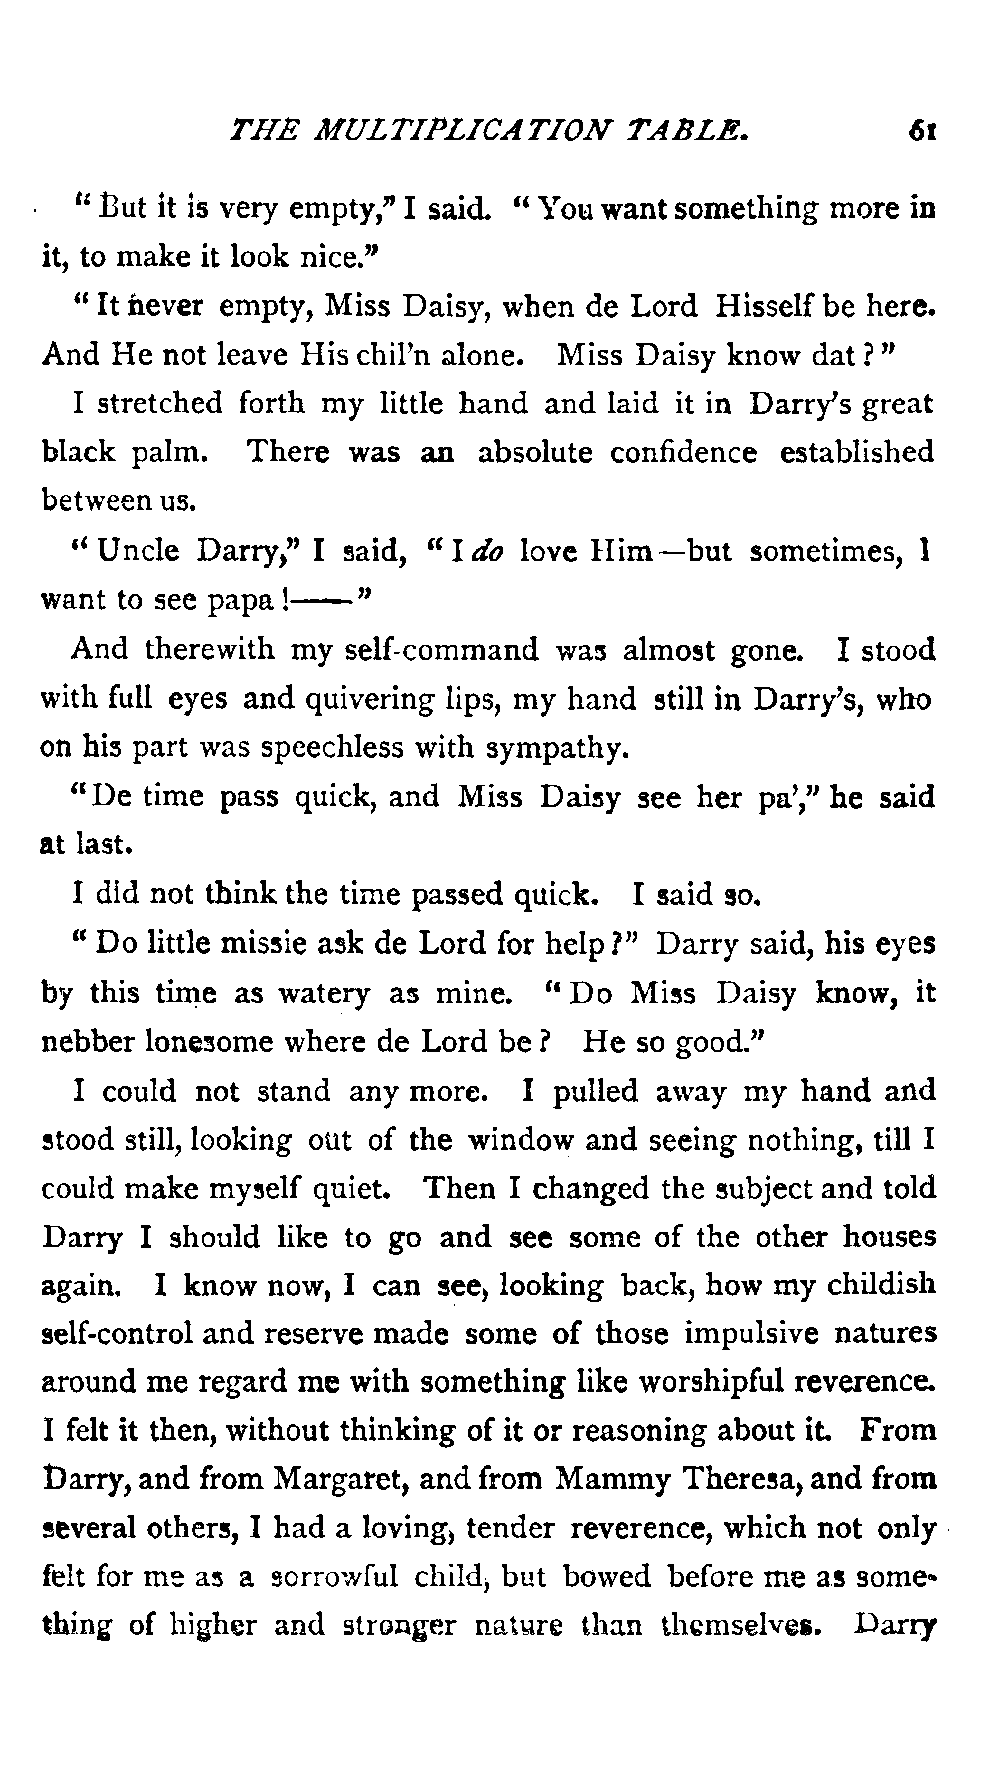 THE MULTIPLICATION TABLE. 61
“But it is very empty,” I said. “You want something more in
it, to make it look nice.”
“It never empty, Miss Daisy, when de Lord Hisself be here.
And He not leave His chil’n alone. Miss Daisy know dat?”
I stretched forth my little hand and laid it in Darry’s great
black palm. There was an absolute confidence established
between us.
“Uncle Darry,” I said, “I do love Him—but sometimes, I
want to see papa!——”
And therewith my self-command was almost gone. I stood
with full eyes and quivering lips, my hand still in Darry’s, who
on his part was speechless with sympathy.
“De time pass quick, and Miss Daisy see her pa’,” he said
at last.
I did not think the time passed quick. I said so.
“Do little missie ask de Lord for help?” Darry said, his eyes
by this time as watery as mine. “Do Miss Daisy know, it
nebber lonesome where de Lord be? He so good.”
I could not stand any more. I pulled away my hand and
stood still, looking out of the window and seeing nothing, till I
could make myself quiet. Then I changed the subject and told
Darry I should like to go and see some of the other houses
again. I know now, I can see, looking back, how my childish
self-control and reserve made some of those impulsive natures
around me regard me with something like worshipful reverence.
I felt it then, without thinking of it or reasoning about it. From
Darry, and from Margaret, and from Mammy Theresa, and from
several others, I had a loving, tender reverence, which not only
felt for me as a sorrowful child, but bowed before me as some-
thing of higher and stronger nature than themselves. Darry